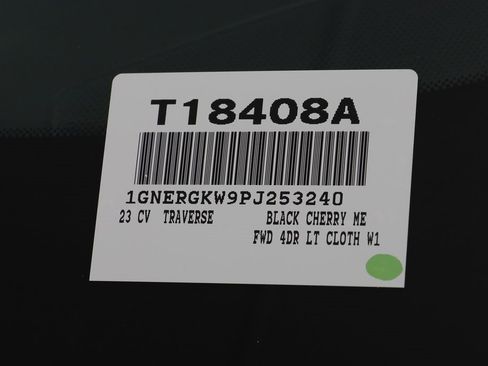 T18408A
1GNERGKW9PJ253240
23 CV TRAVERSE BLACK CHERRY ME
FWD 4DR LT CLOTH W1